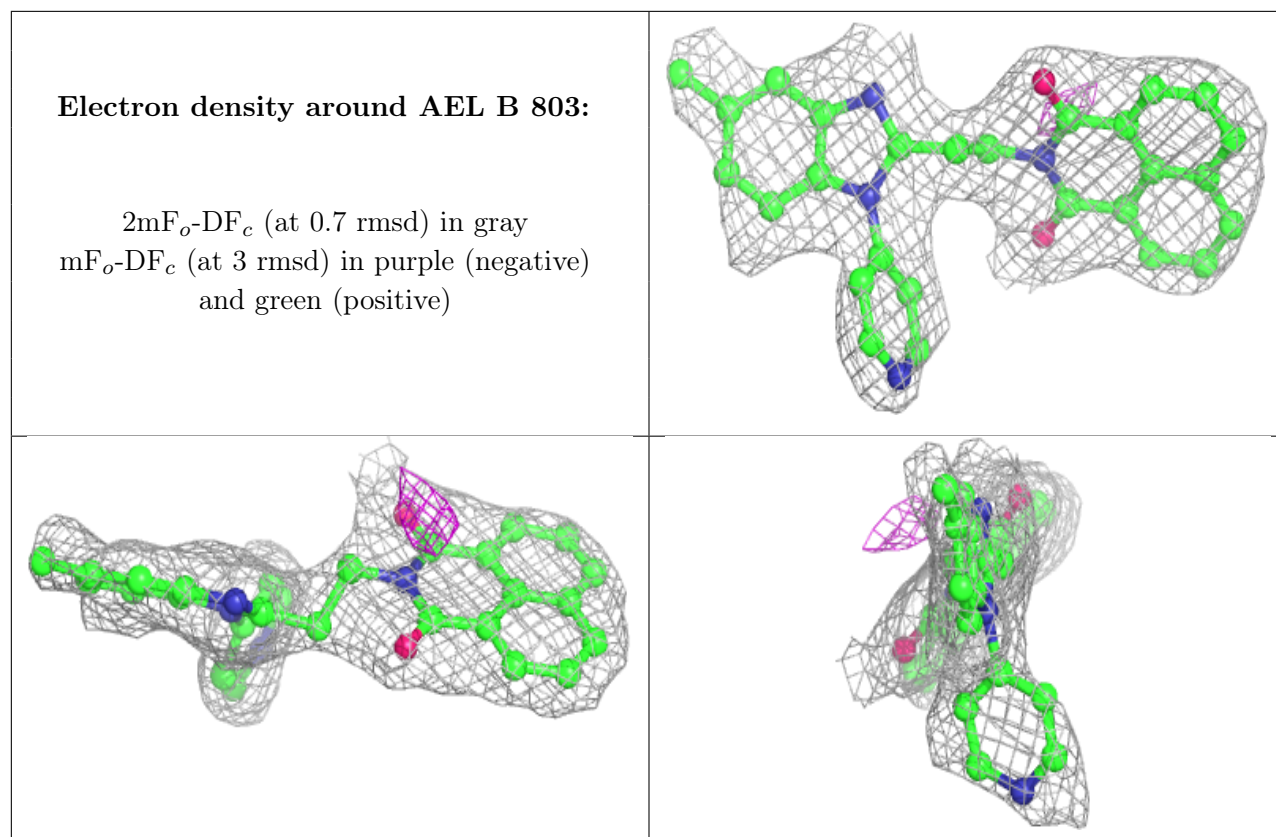 Electron density around AEL B 803:
2mFo-DFc (at 0.7 rmsd) in gray
mFo-DFc (at 3 rmsd) in purple (negative)
and green (positive)